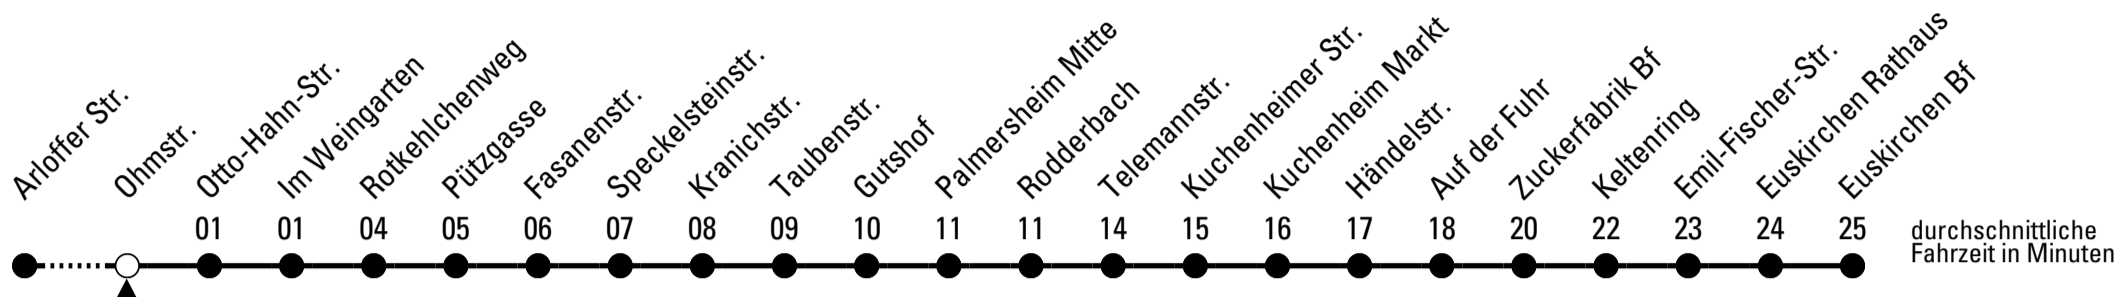 Arloffer Str.
Ohmstr.
Otto-Hahn-Str.
Im Weingarten
Rotkehlchenweg
Pützgasse
Fasanenstr.
Speckelsteinstr.
Kranichstr.
Taubenstr.
Gutshof
Palmersheim Mitte
Rodderbach
Telemannstr.
Kuchenheimer Str.
Kuchenheim Markt
Händelstr.
Auf der Fuhr
Zuckerfabrik Bf
Keltenring
Emil-Fischer-Str.
Euskirchen Rathaus
Euskirchen Bf
01 01 04 05 06 07 08 09 10 11 11 14 15 16 17 18 20 22 23 24 25
durchschnittliche
Fahrzeit in Minuten